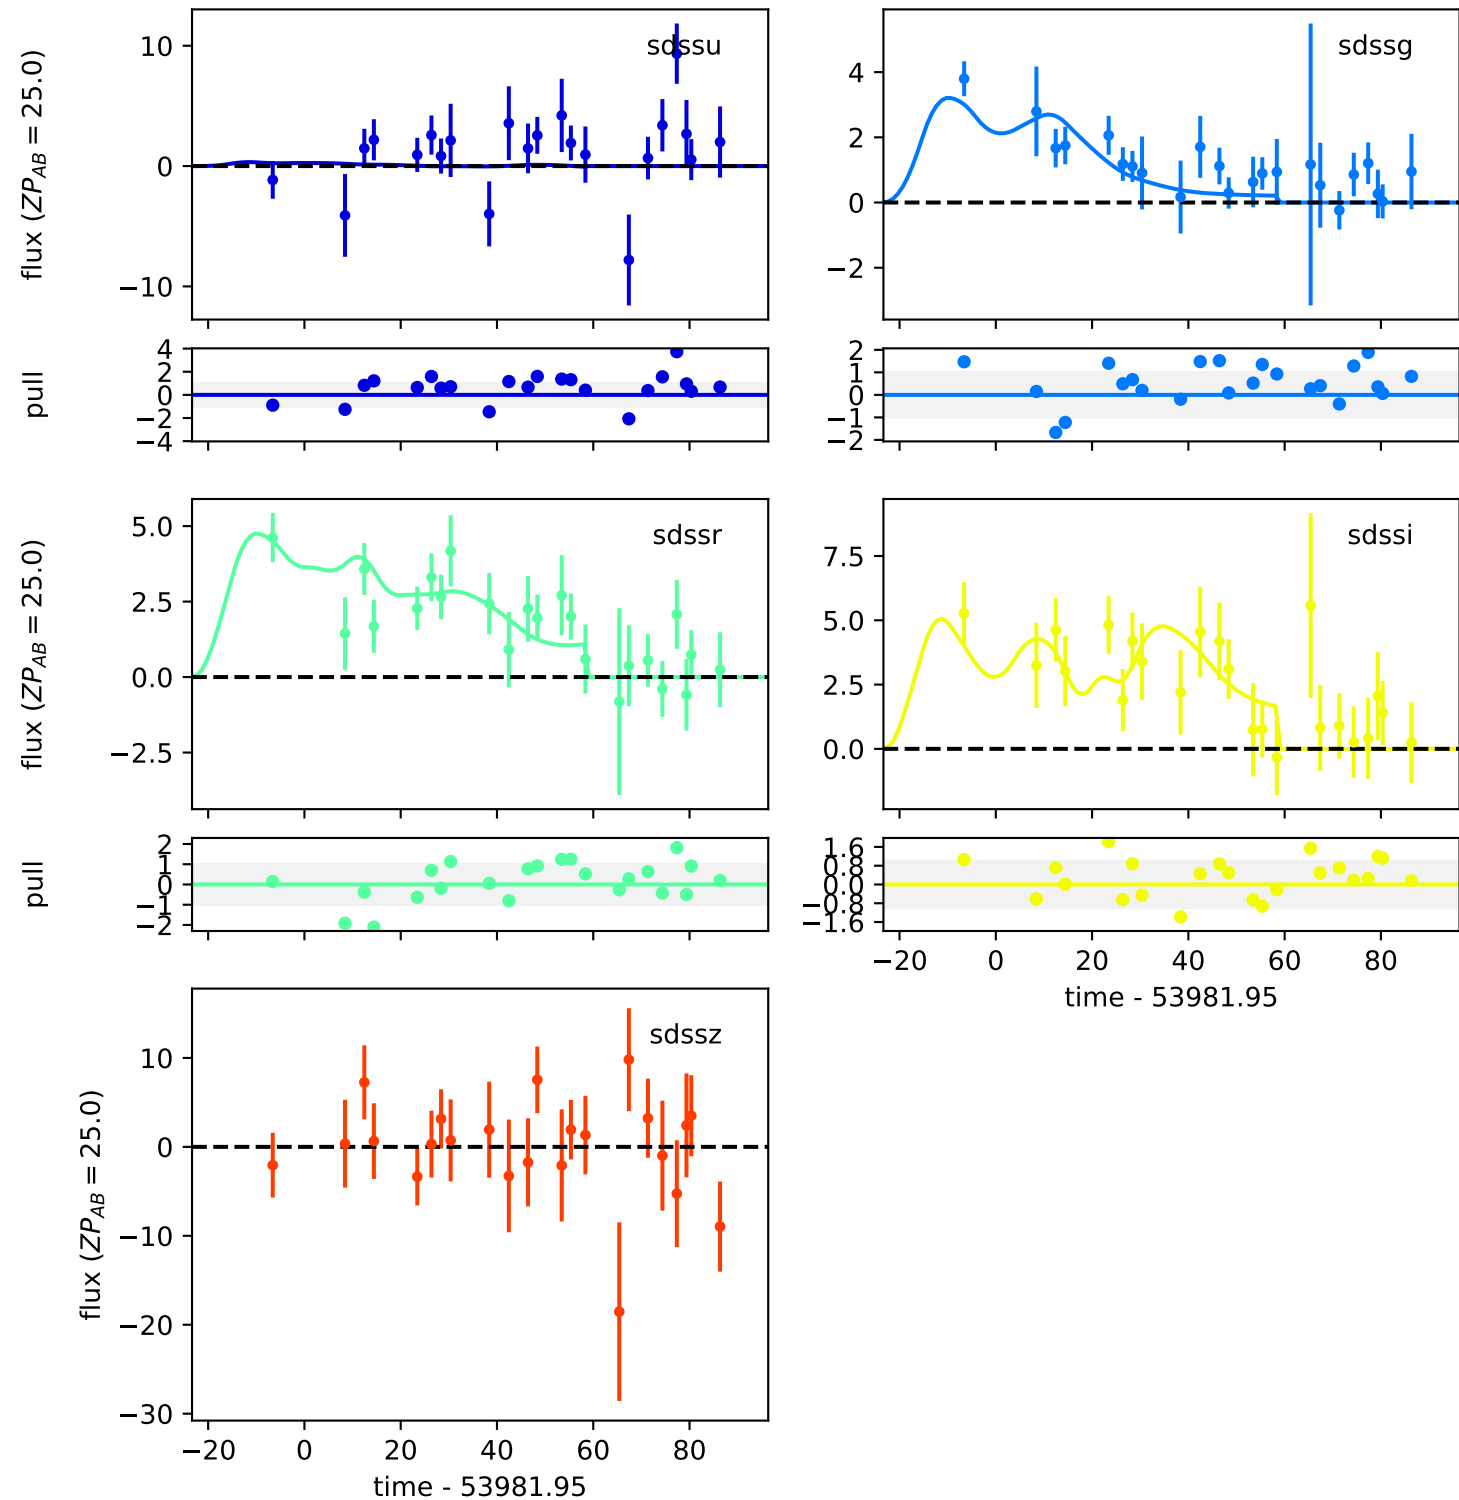 sdssu
flux (ZP_AB = 25.0)
10
0
−10
sdssg
4
2
0
−2
pull
4
2
0
−2
−4
2
1
0
−1
−2
sdssr
flux (ZP_AB = 25.0)
5.0
2.5
0.0
−2.5
sdssi
7.5
5.0
2.5
0.0
pull
2
1
0
−1
−2
1.6
0.8
0.0
−0.8
−1.6
−20 0 20 40 60 80
time - 53981.95
sdssz
flux (ZP_AB = 25.0)
10
0
−10
−20
−30
−20 0 20 40 60 80
time - 53981.95